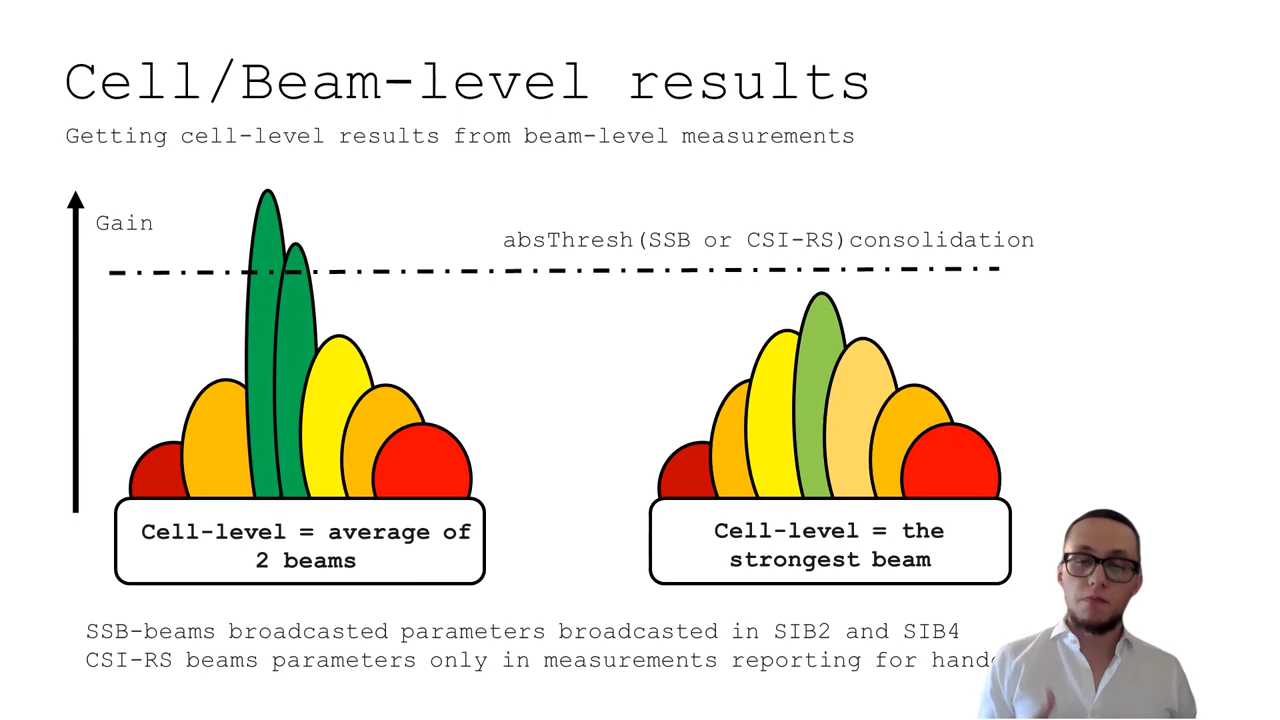 Cell/Beam-level results
Getting cell-level results from beam-level measurements
Gain
absThresh(SSB or CSI-RS)consolidation
Cell-level = average of
2 beams
Cell-level = the
strongest beam
SSB-beams broadcasted parameters broadcasted in SIB2 and SIB4
CSI-RS beams parameters only in measurements reporting for